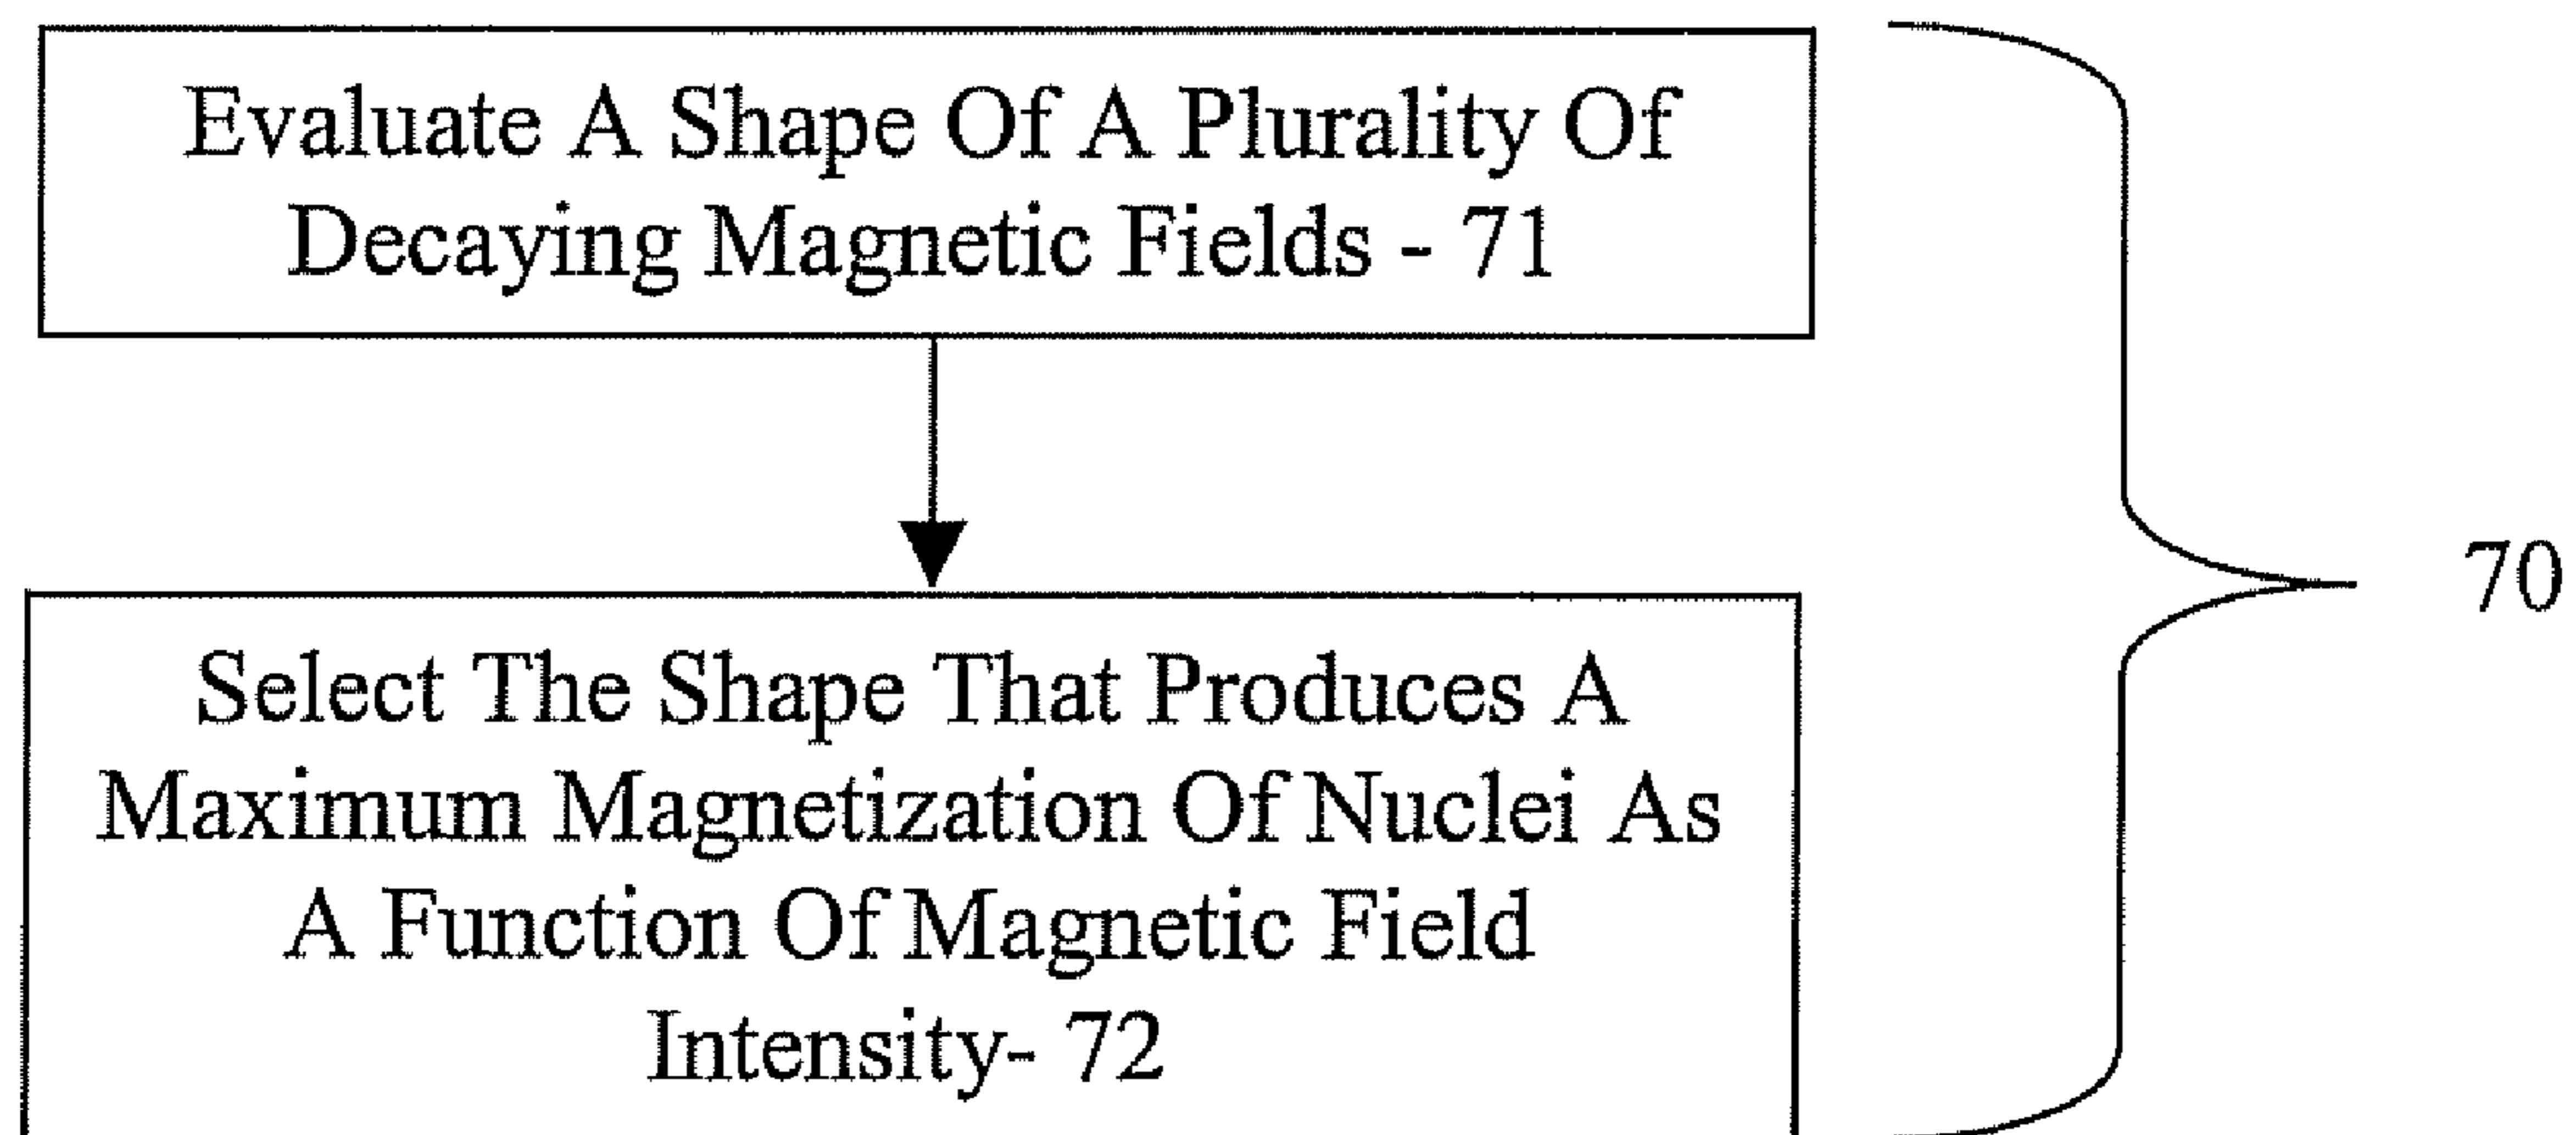 Evaluate A Shape Of A Plurality Of
Decaying Magnetic Fields - 71
Select The Shape That Produces A
Maximum Magnetization Of Nuclei As
A Function Of Magnetic Field
Intensity- 72
70